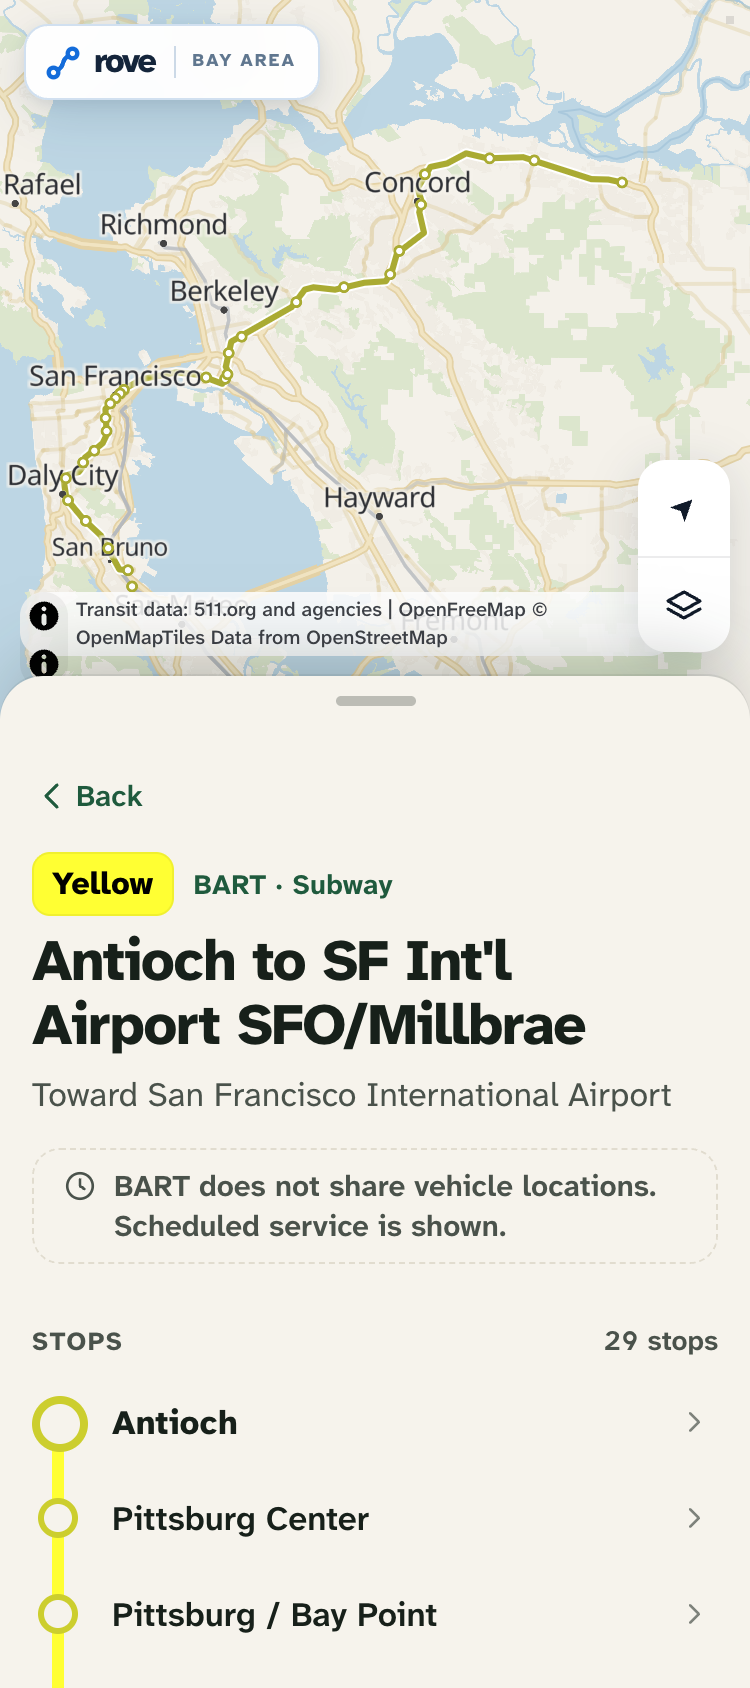 rove BAY AREA
Rafael
Concord
Richmond
Berkeley
San Francisco
Daly City
Hayward
San Bruno
San Mateo
Fremont
Transit data: 511.org and agencies | OpenFreeMap ©
OpenMapTiles Data from OpenStreetMap
Back
Yellow BART · Subway
Antioch to SF Int'l
Airport SFO/Millbrae
Toward San Francisco International Airport
BART does not share vehicle locations.
Scheduled service is shown.
STOPS 29 stops
Antioch
Pittsburg Center
Pittsburg / Bay Point